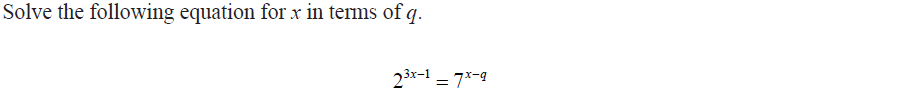 Solve the following equation for x in terms of q.
2^{3x-1} = 7^{x-q}